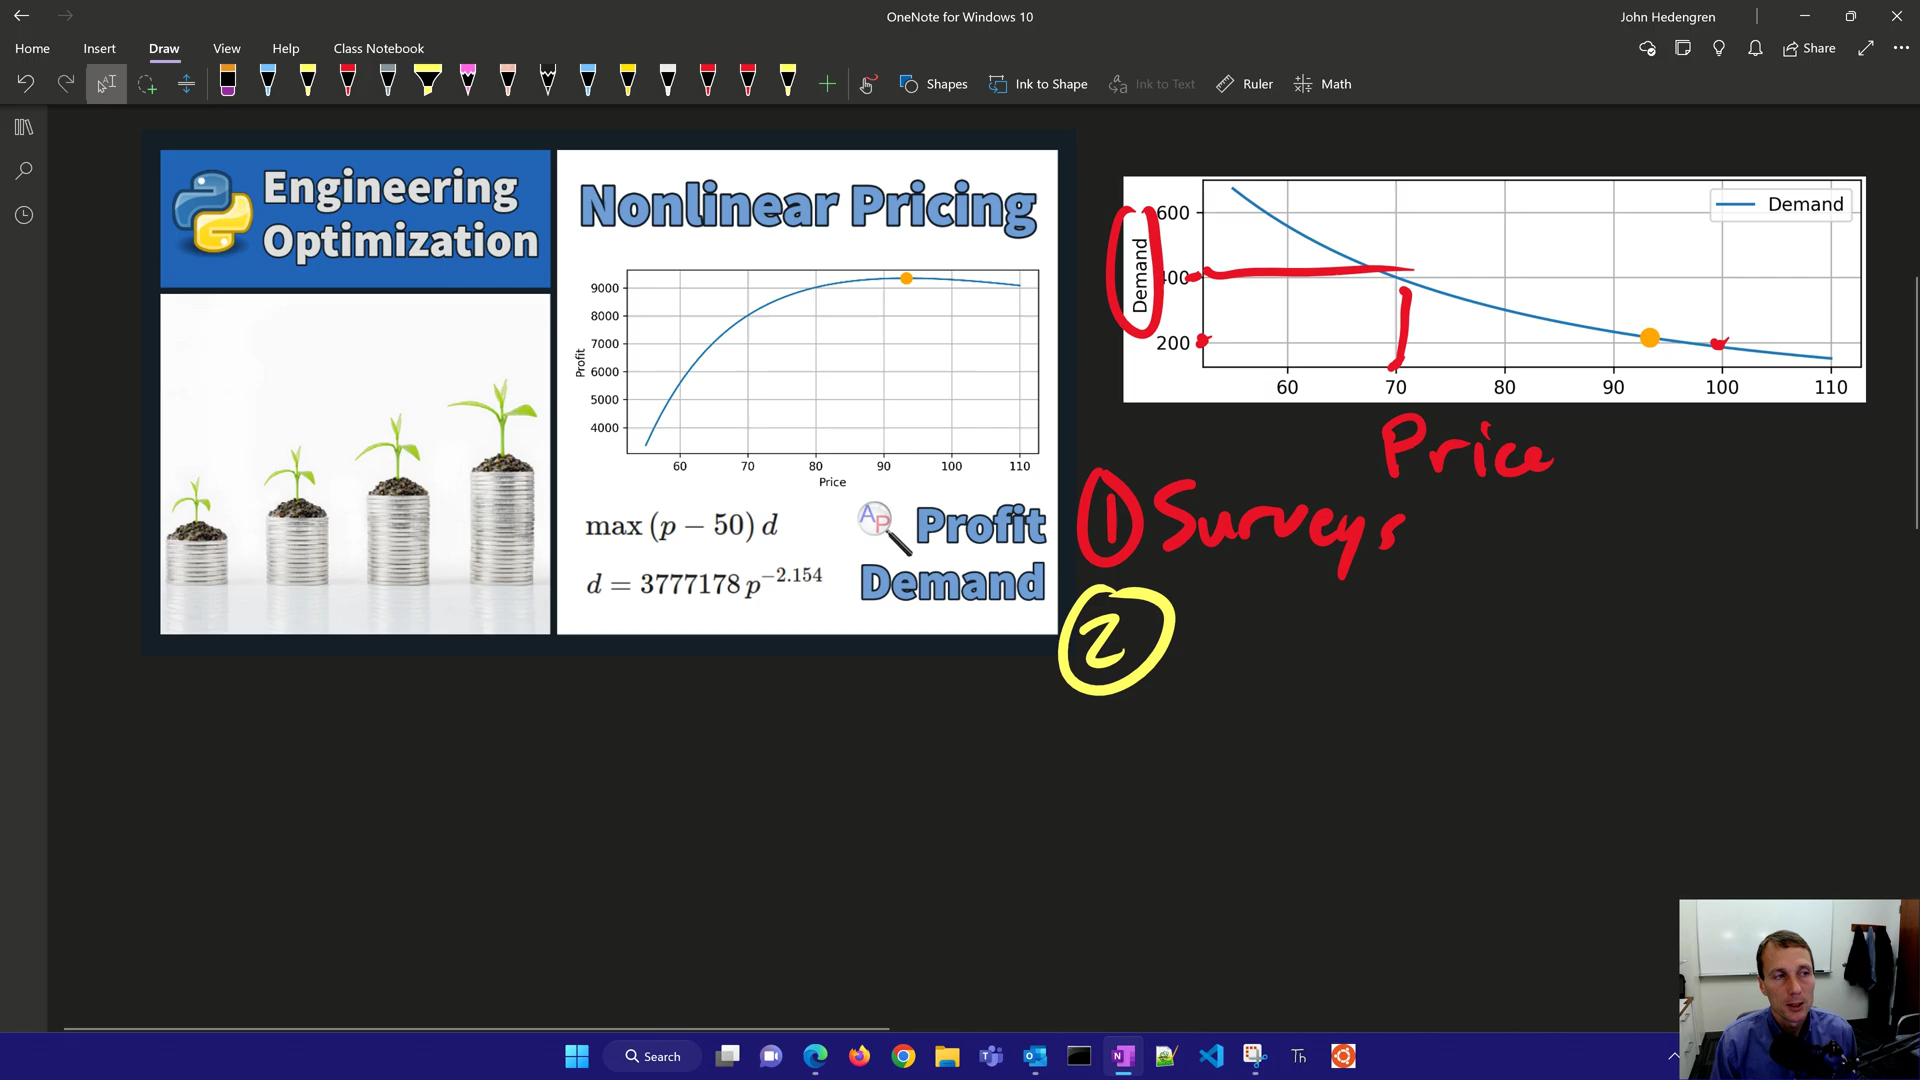 OneNote for Windows 10
John Hedengren
Home Insert Draw View Help Class Notebook
Share
Shapes Ink to Shape Ink to Text Ruler Math
Engineering
Optimization
Nonlinear Pricing
9000
8000
7000
6000
5000
4000
Profit
60 70 80 90 100 110
Price
max (p − 50) d
d = 3777178 p^−2.154
AP Profit
Demand
Demand
600
400
200
Demand
60 70 80 90 100 110
Price
① Surveys
②
Search
Th